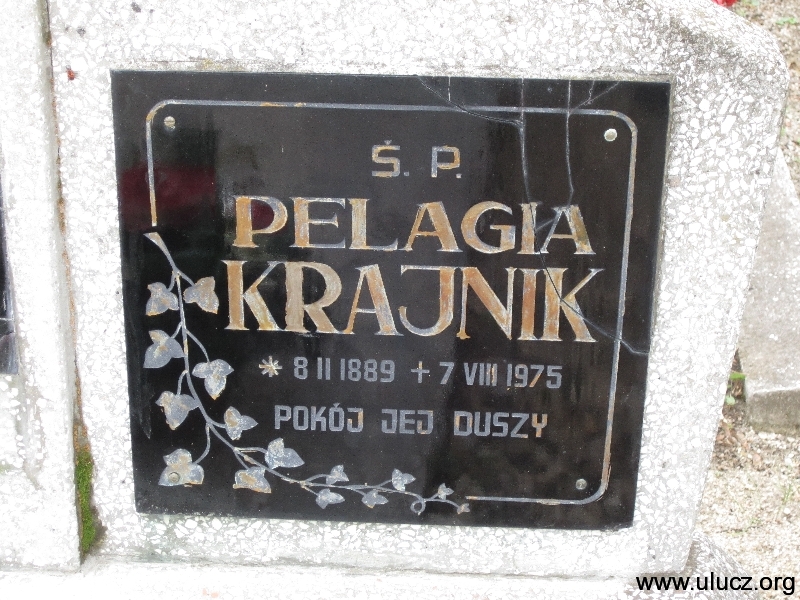 Ś. P.
PELAGIA
KRAJNIK
* 8 II 1889 + 7 VIII 1975
POKÓJ JEJ DUSZY
www.ulucz.org